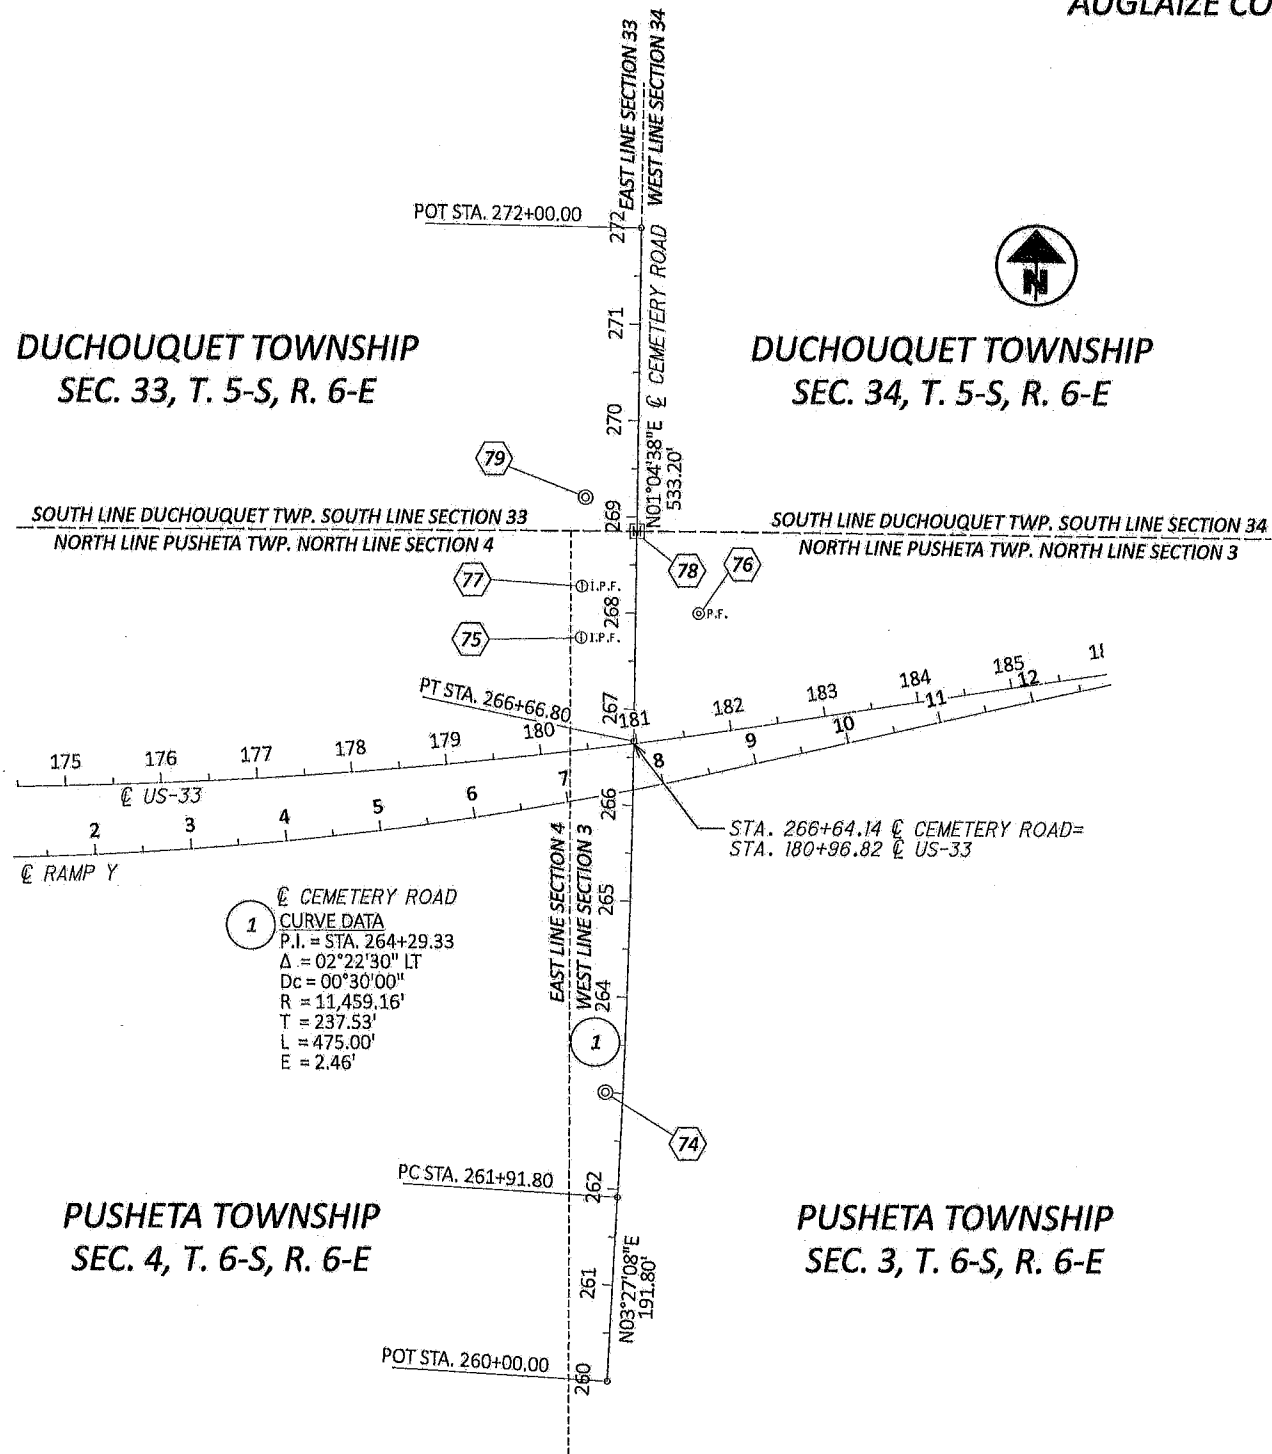 AUGLAIZE CO
EAST LINE SECTION 33
WEST LINE SECTION 34
POT STA. 272+00.00
272
271
270
269
268
267
266
265
264
262
261
260
℄ CEMETERY ROAD
N01°04'38"E
533.20'
N
DUCHOUQUET TOWNSHIP
SEC. 33, T. 5-S, R. 6-E
DUCHOUQUET TOWNSHIP
SEC. 34, T. 5-S, R. 6-E
79
SOUTH LINE DUCHOUQUET TWP. SOUTH LINE SECTION 33
NORTH LINE PUSHETA TWP. NORTH LINE SECTION 4
SOUTH LINE DUCHOUQUET TWP. SOUTH LINE SECTION 34
NORTH LINE PUSHETA TWP. NORTH LINE SECTION 3
78
76
P.F.
77
I.P.F.
75
I.P.F.
PT STA. 266+66.80
175 176 177 178 179 180 181 182 183 184 185
℄ US-33
2 3 4 5 6 7 8 9 10 11 12
℄ RAMP Y
STA. 266+64.14 ℄ CEMETERY ROAD=
STA. 180+96.82 ℄ US-33
EAST LINE SECTION 4
WEST LINE SECTION 3
1
℄ CEMETERY ROAD
CURVE DATA
P.I. = STA. 264+29.33
Δ = 02°22'30" LT
Dc = 00°30'00"
R = 11,459.16'
T = 237.53'
L = 475.00'
E = 2.46'
1
74
PC STA. 261+91.80
PUSHETA TOWNSHIP
SEC. 4, T. 6-S, R. 6-E
PUSHETA TOWNSHIP
SEC. 3, T. 6-S, R. 6-E
N03°27'08"E
191.80'
POT STA. 260+00.00